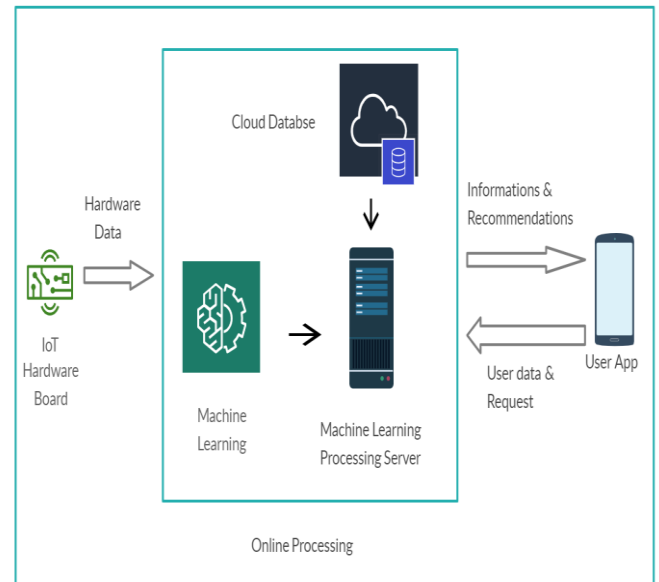 Cloud Databse
Hardware
Data
Informations &
Recommendations
IoT
Hardware
Board
Machine
Learning
Machine Learning
Processing Server
User data &
Request
User App
Online Processing